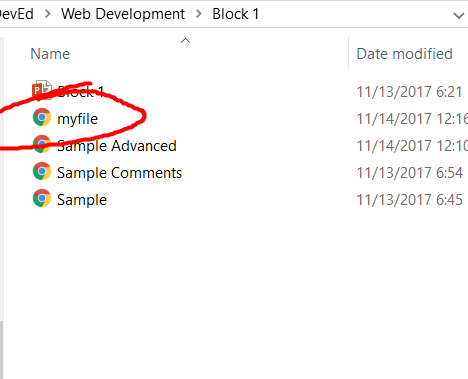 DevEd > Web Development > Block 1
Name Date modified
Block 1 11/13/2017 6:21
myfile 11/14/2017 12:16
Sample Advanced 11/14/2017 12:10
Sample Comments 11/13/2017 6:54
Sample 11/13/2017 6:45